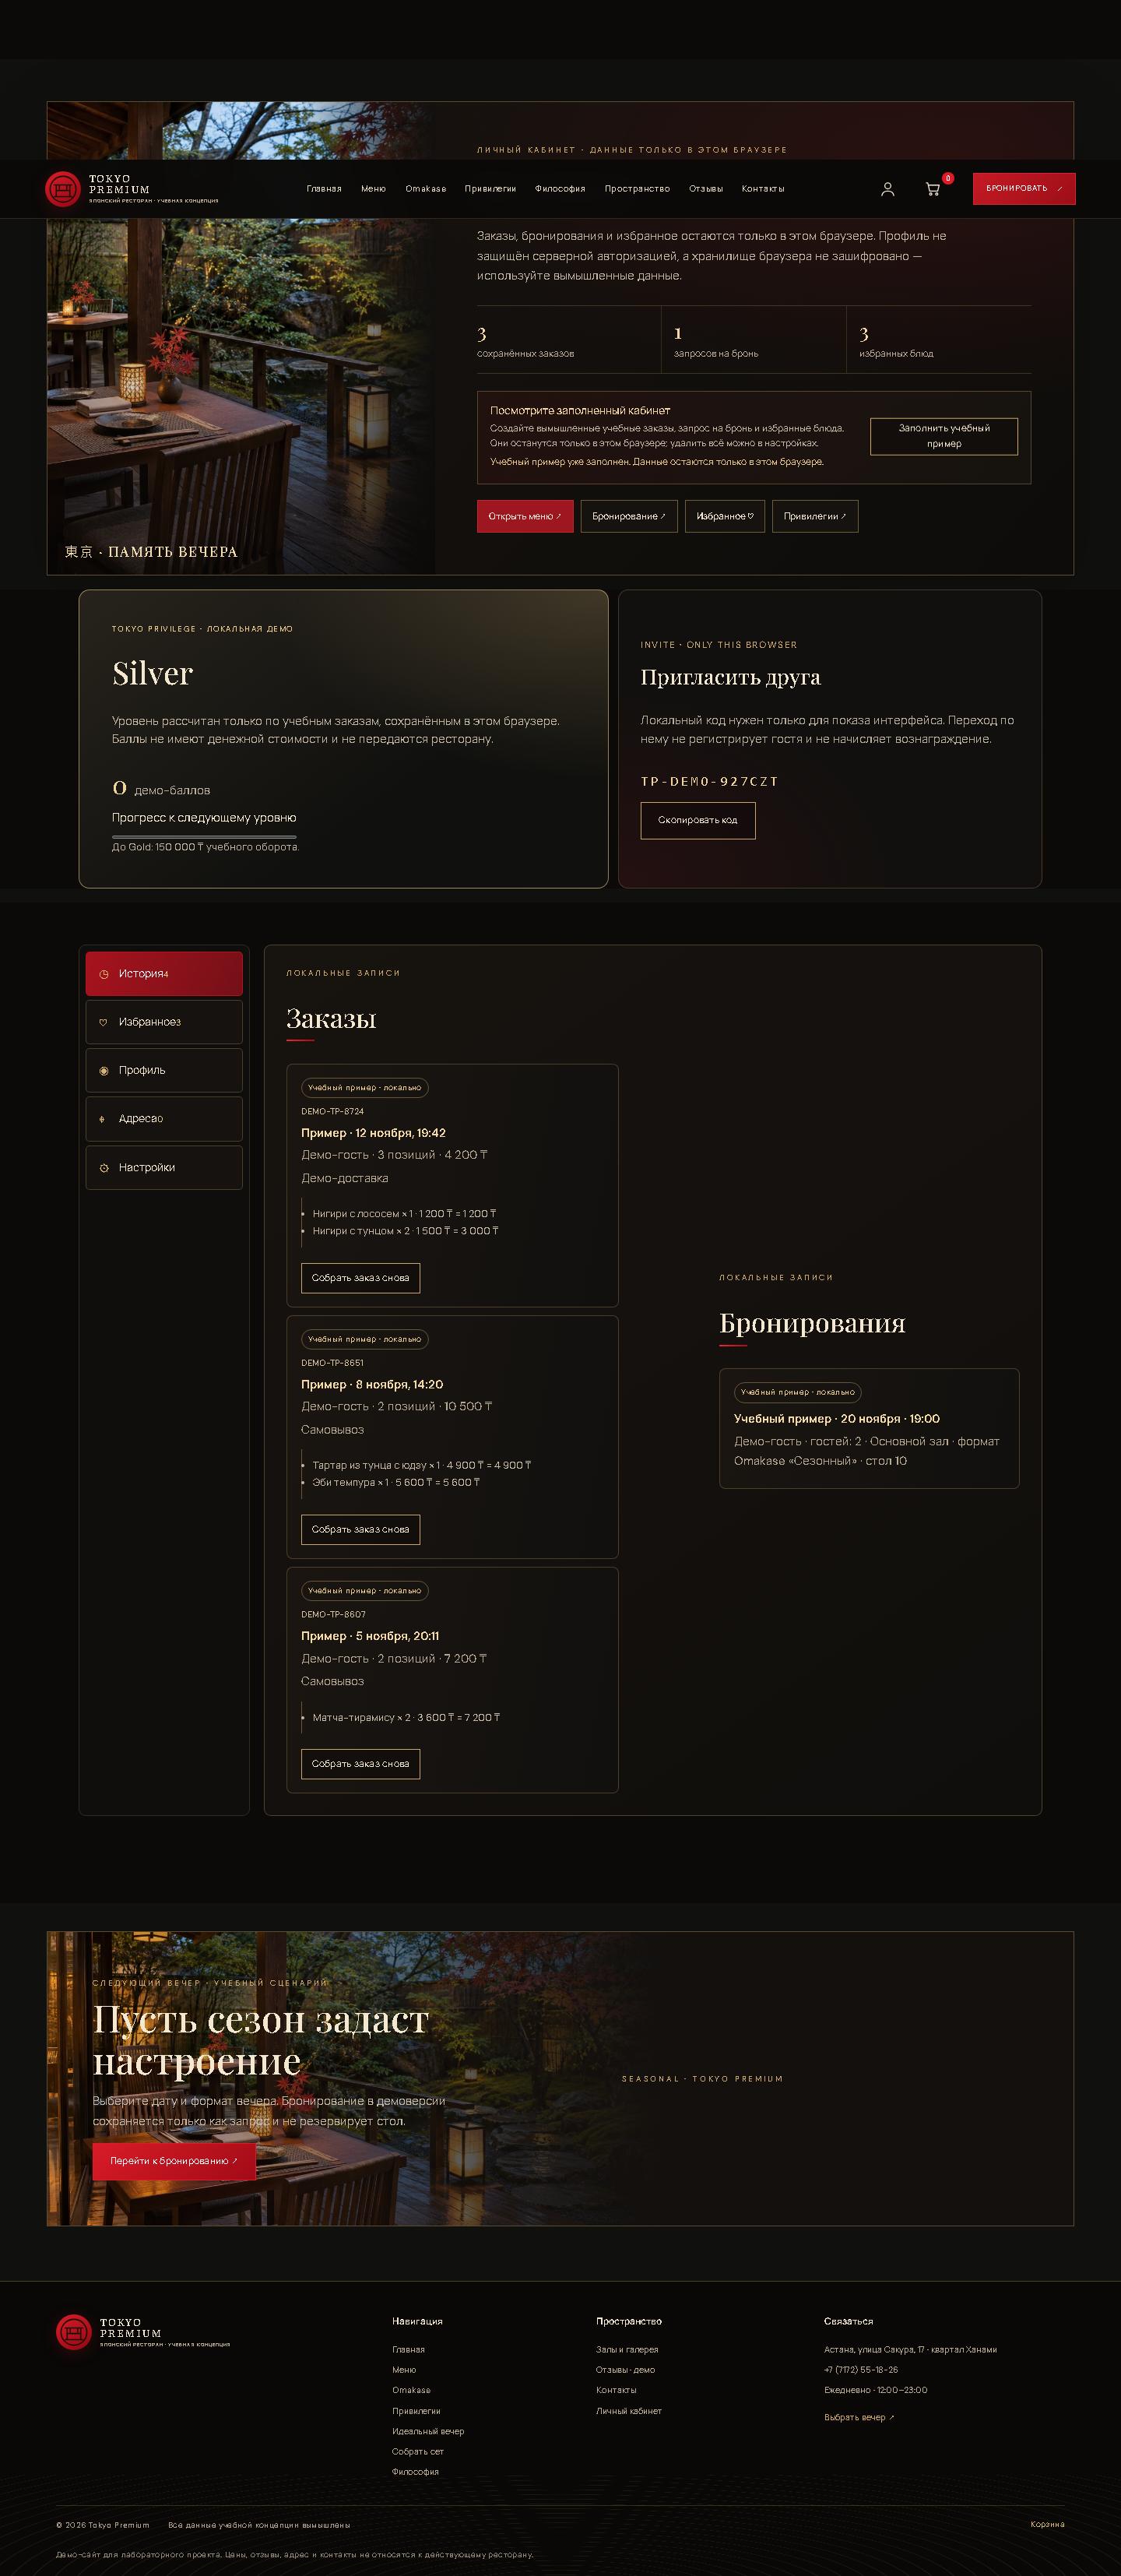 ЛИЧНЫЙ КАБИНЕТ · ДАННЫЕ ТОЛЬКО В ЭТОМ БРАУЗЕРЕ
TOKYO
PREMIUM
ЯПОНСКИЙ РЕСТОРАН · УЧЕБНАЯ КОНЦЕПЦИЯ
Главная
Меню
Omakase
Привилегии
Философия
Пространство
Отзывы
Контакты
0
БРОНИРОВАТЬ ↗
Заказы, бронирования и избранное остаются только в этом браузере. Профиль не
защищён серверной авторизацией, а хранилище браузера не зашифровано —
используйте вымышленные данные.
3
сохранённых заказов
1
запросов на бронь
3
избранных блюд
Посмотрите заполненный кабинет
Создайте вымышленные учебные заказы, запрос на бронь и избранные блюда.
Они останутся только в этом браузере; удалить всё можно в настройках.
Учебный пример уже заполнен. Данные остаются только в этом браузере.
Заполнить учебный
пример
Открыть меню ↗
Бронирование ↗
Избранное ♡
Привилегии ↗
東京 · ПАМЯТЬ ВЕЧЕРА
TOKYO PRIVILEGE · ЛОКАЛЬНАЯ ДЕМО
Silver
Уровень рассчитан только по учебным заказам, сохранённым в этом браузере.
Баллы не имеют денежной стоимости и не передаются ресторану.
0 демо-баллов
Прогресс к следующему уровню
До Gold: 150 000 ₸ учебного оборота.
INVITE · ONLY THIS BROWSER
Пригласить друга
Локальный код нужен только для показа интерфейса. Переход по
нему не регистрирует гостя и не начисляет вознаграждение.
TP-DEMO-927CZT
Скопировать код
История4
Избранное3
Профиль
Адреса0
Настройки
ЛОКАЛЬНЫЕ ЗАПИСИ
Заказы
Учебный пример · локально
DEMO-TP-8724
Пример · 12 ноября, 19:42
Демо-гость · 3 позиций · 4 200 ₸
Демо-доставка
• Нигири с лососем × 1 · 1 200 ₸ = 1 200 ₸
• Нигири с тунцом × 2 · 1 500 ₸ = 3 000 ₸
Собрать заказ снова
Учебный пример · локально
DEMO-TP-8651
Пример · 8 ноября, 14:20
Демо-гость · 2 позиций · 10 500 ₸
Самовывоз
• Тартар из тунца с юдзу × 1 · 4 900 ₸ = 4 900 ₸
• Эби темпура × 1 · 5 600 ₸ = 5 600 ₸
Собрать заказ снова
Учебный пример · локально
DEMO-TP-8607
Пример · 5 ноября, 20:11
Демо-гость · 2 позиций · 7 200 ₸
Самовывоз
• Матча-тирамису × 2 · 3 600 ₸ = 7 200 ₸
Собрать заказ снова
ЛОКАЛЬНЫЕ ЗАПИСИ
Бронирования
Учебный пример · локально
Учебный пример · 20 ноября · 19:00
Демо-гость · гостей: 2 · Основной зал · формат
Omakase «Сезонный» · стол 10
СЛЕДУЮЩИЙ ВЕЧЕР · УЧЕБНЫЙ СЦЕНАРИЙ
Пусть сезон задаст
настроение
Выберите дату и формат вечера. Бронирование в демоверсии
сохраняется только как запрос и не резервирует стол.
Перейти к бронированию ↗
SEASONAL · TOKYO PREMIUM
TOKYO
PREMIUM
ЯПОНСКИЙ РЕСТОРАН · УЧЕБНАЯ КОНЦЕПЦИЯ
Навигация
Главная
Меню
Omakase
Привилегии
Идеальный вечер
Собрать сет
Философия
Пространство
Залы и галерея
Отзывы · демо
Контакты
Личный кабинет
Связаться
Астана, улица Сакура, 17 · квартал Ханами
+7 (7172) 55-18-26
Ежедневно · 12:00–23:00
Выбрать вечер ↗
© 2026 Tokyo Premium
Все данные учебной концепции вымышлены
Корзина
Демо-сайт для лабораторного проекта. Цены, отзывы, адрес и контакты не относятся к действующему ресторану.